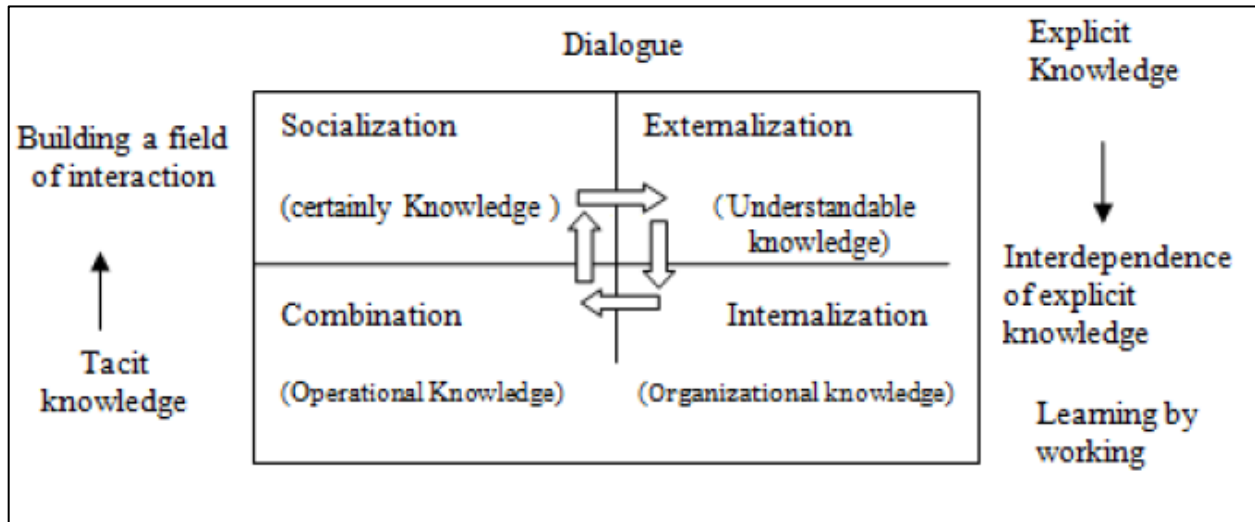 Dialogue
Explicit
Knowledge
Building a field
of interaction
Socialization
(certainly Knowledge )
Externalization
(Understandable
knowledge)
Interdependence
of explicit
knowledge
Tacit
knowledge
Combination
(Operational Knowledge)
Internalization
(Organizational knowledge)
Learning by
working